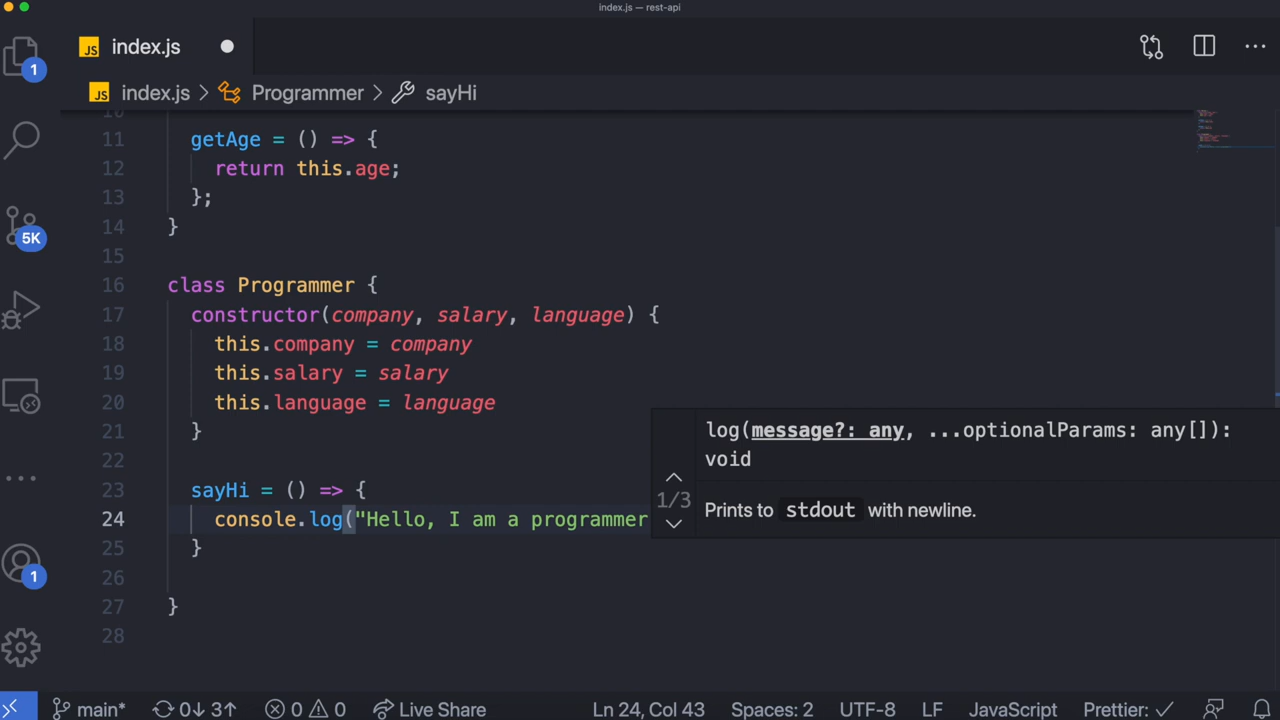 index.js — rest-api
JS index.js
1
JS index.js > Programmer > sayHi
10
11 getAge = () => {
12 return this.age;
13 };
14 }
15
5K
16 class Programmer {
17 constructor(company, salary, language) {
18 this.company = company
19 this.salary = salary
20 this.language = language
21 }
22
23 sayHi = () => {
24 console.log("Hello, I am a programmer
25 }
26
27 }
28
log(message?: any, ...optionalParams: any[]):
void
1/3
Prints to stdout with newline.
1
main* 0↓ 3↑ 0 0 Live Share Ln 24, Col 43 Spaces: 2 UTF-8 LF JavaScript Prettier: ✓